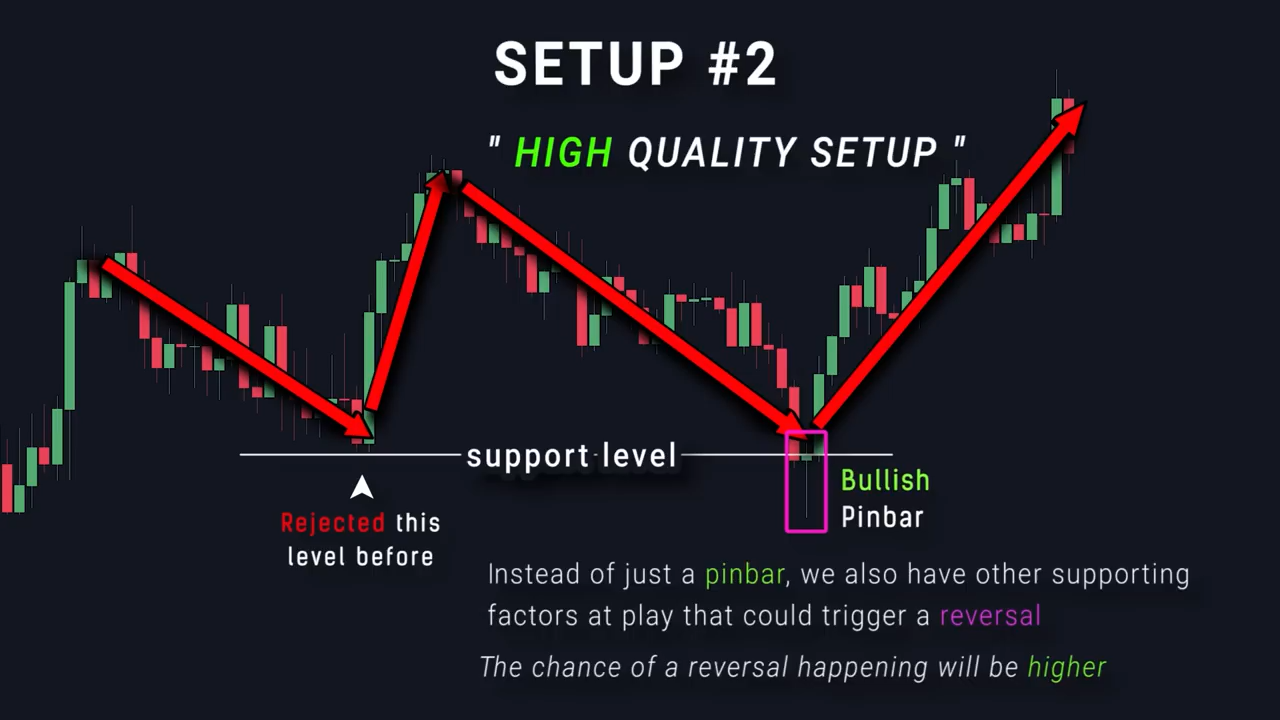 SETUP #2
" HIGH QUALITY SETUP "
support level
Bullish
Pinbar
Rejected this
level before
Instead of just a pinbar, we also have other supporting
factors at play that could trigger a reversal
The chance of a reversal happening will be higher